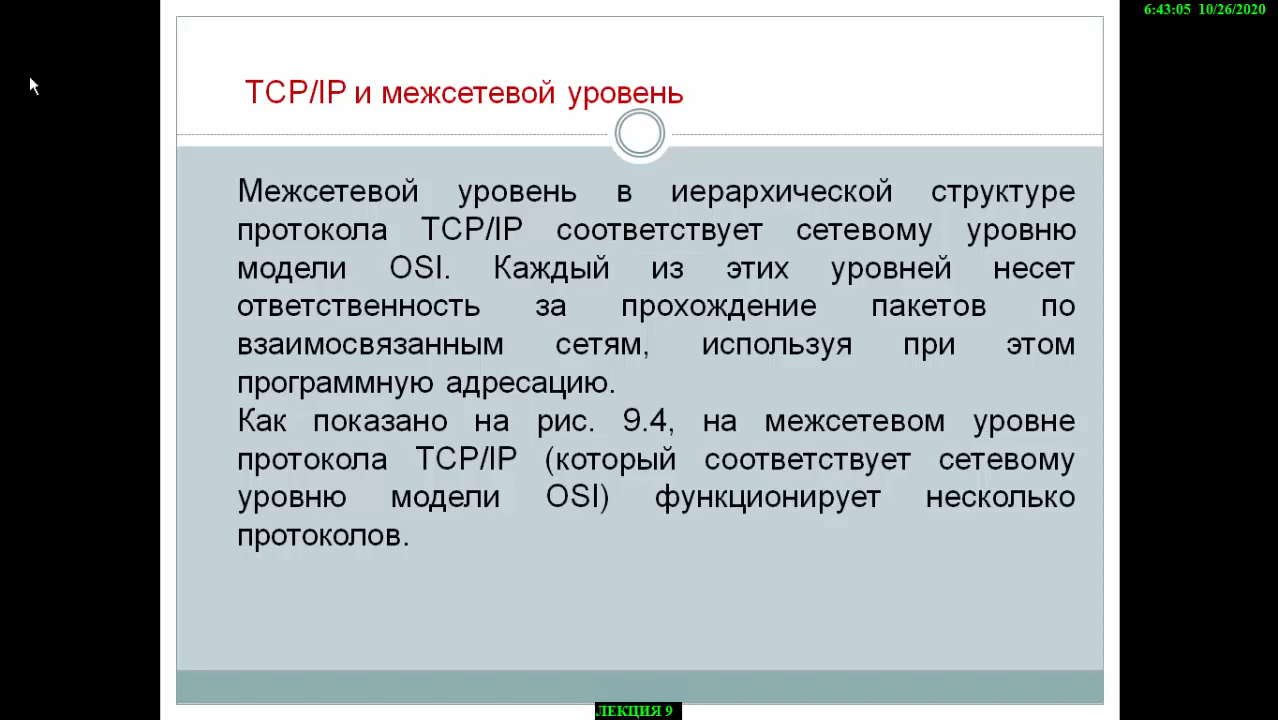 6:43:05 10/26/2020
TCP/IP и межсетевой уровень
Межсетевой уровень в иерархической структуре
протокола TCP/IP соответствует сетевому уровню
модели OSI. Каждый из этих уровней несет
ответственность за прохождение пакетов по
взаимосвязанным сетям, используя при этом
программную адресацию.
Как показано на рис. 9.4, на межсетевом уровне
протокола TCP/IP (который соответствует сетевому
уровню модели OSI) функционирует несколько
протоколов.
ЛЕКЦИЯ 9